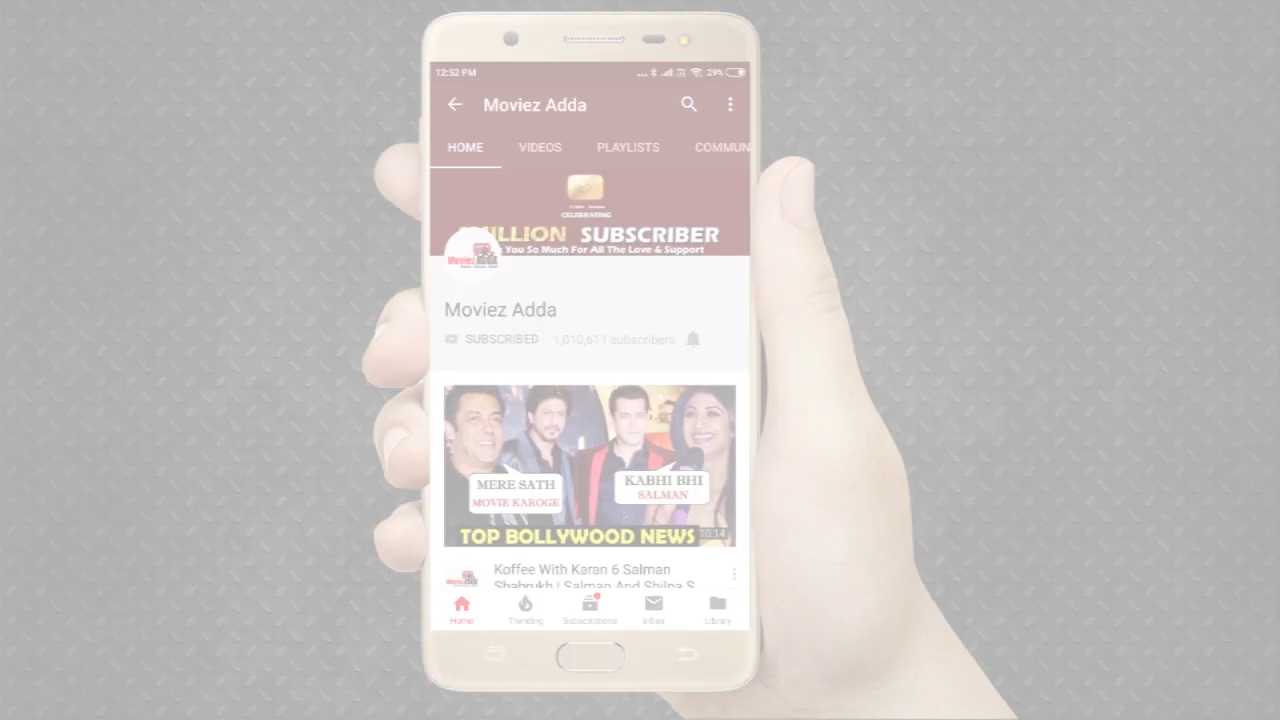 12:52 PM
29%
Moviez Adda
HOME VIDEOS PLAYLISTS COMMUN
CELEBRATING
MILLION SUBSCRIBER
You So Much For All The Love & Support
Moviez ADDA
Moviez Adda
SUBSCRIBED 1,010,611 subscribers
MERE SATH
MOVIE KAROGE
KABHI BHI
SALMAN
TOP BOLLYWOOD NEWS
10:14
Koffee With Karan 6 Salman
Shahrukh | Salman And Shilpa S
Home Trending Subscriptions Inbox Library